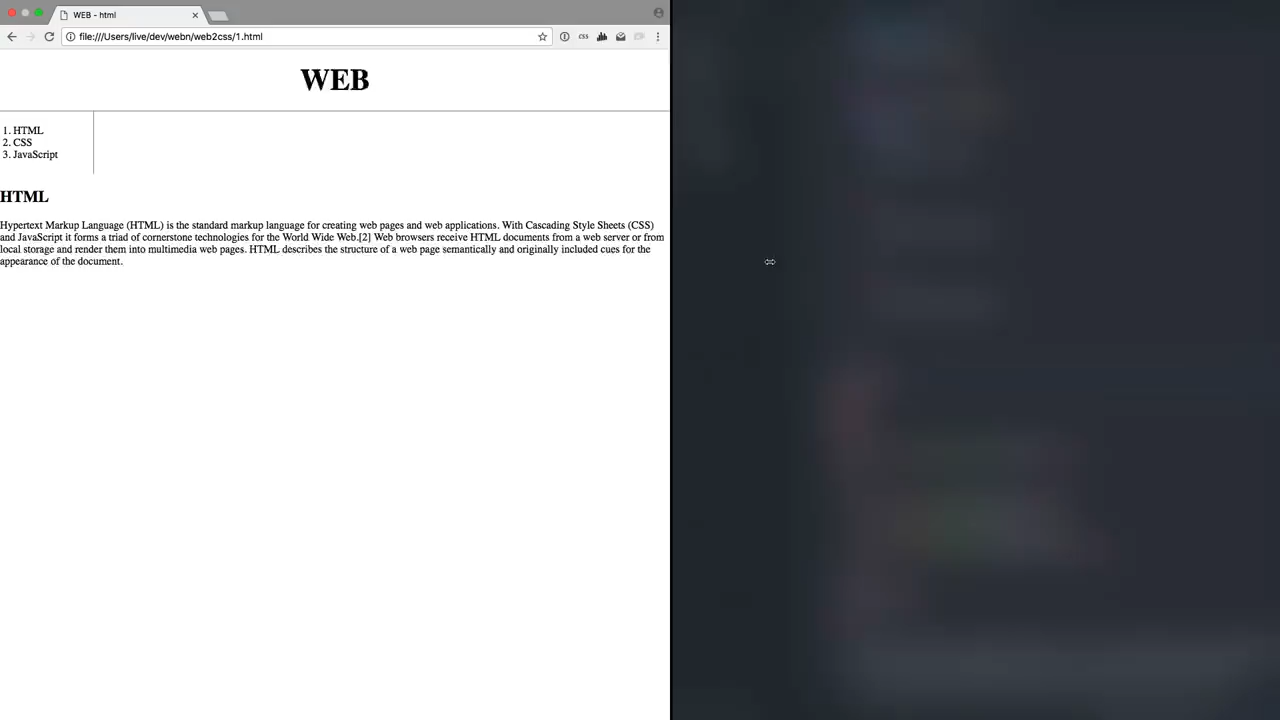 WEB - html
file:///Users/live/dev/webn/web2css/1.html
css
WEB
1. HTML
2. CSS
3. JavaScript
HTML
Hypertext Markup Language (HTML) is the standard markup language for creating web pages and web applications. With Cascading Style Sheets (CSS)
and JavaScript it forms a triad of cornerstone technologies for the World Wide Web.[2] Web browsers receive HTML documents from a web server or from
local storage and render them into multimedia web pages. HTML describes the structure of a web page semantically and originally included cues for the
appearance of the document.